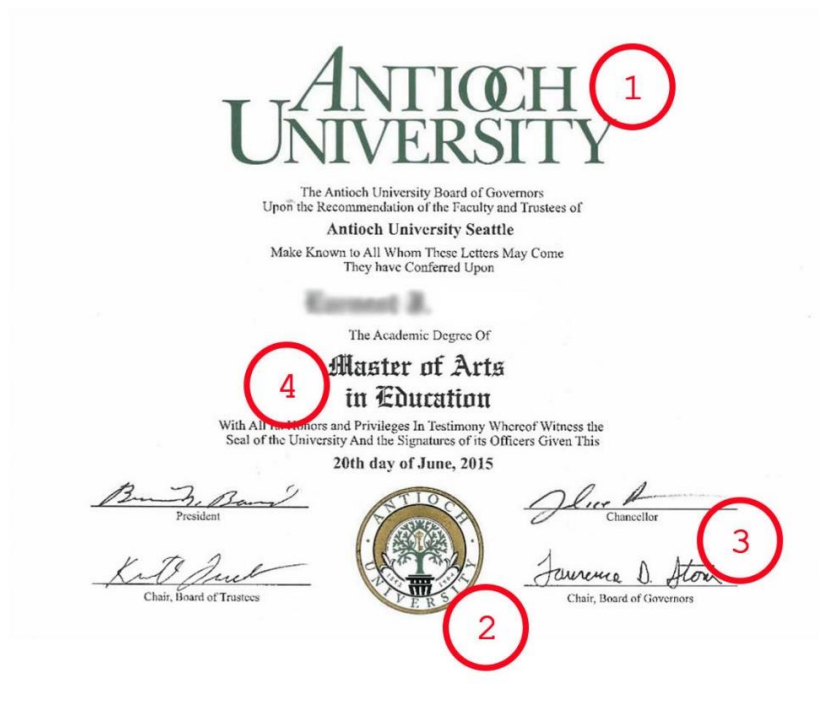 ANTIOCH
UNIVERSITY
1
The Antioch University Board of Governors
Upon the Recommendation of the Faculty and Trustees of
Antioch University Seattle
Make Known to All Whom These Letters May Come
They have Conferred Upon
The Academic Degree Of
Master of Arts
in Education
4
With All Honors and Privileges In Testimony Whereof Witness the
Seal of the University And the Signatures of its Officers Given This
20th day of June, 2015
President
Chancellor
3
ANTIOCH
UNIVERSITY
Chair, Board of Trustees
Lawrence D.
Chair, Board of Governors
2